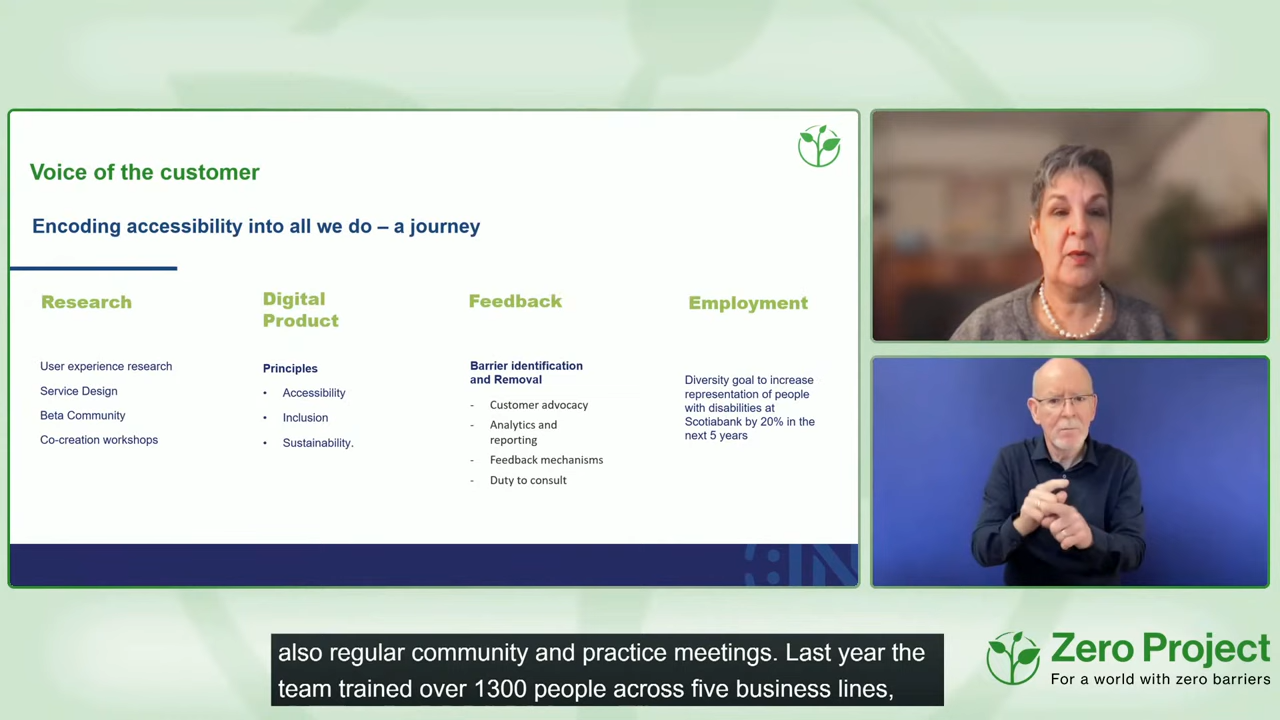 Voice of the customer
Encoding accessibility into all we do – a journey
Research
User experience research
Service Design
Beta Community
Co-creation workshops
Digital
Product
Principles
• Accessibility
• Inclusion
• Sustainability.
Feedback
Barrier identification
and Removal
- Customer advocacy
- Analytics and
reporting
- Feedback mechanisms
- Duty to consult
Employment
Diversity goal to increase
representation of people
with disabilities at
Scotiabank by 20% in the
next 5 years
also regular community and practice meetings. Last year the
team trained over 1300 people across five business lines,
Zero Project
For a world with zero barriers